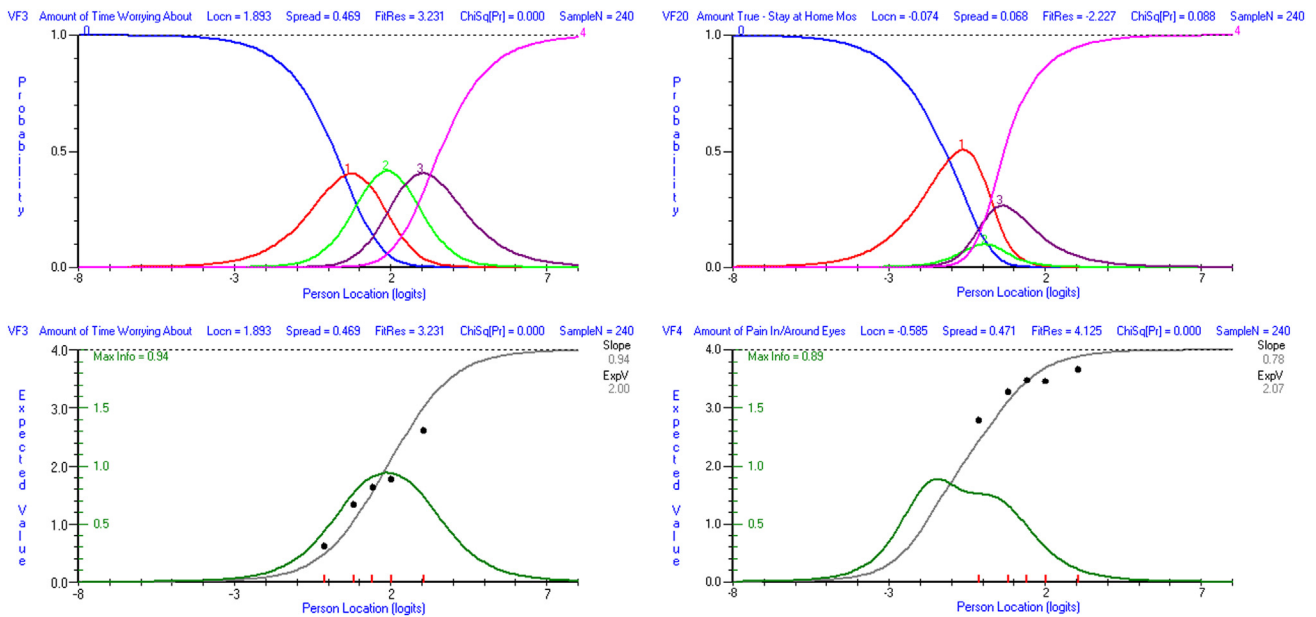 VF3 Amount of Time Worrying About Locn = 1.893 Spread = 0.469 FitRes = 3.231 ChiSq[Pr] = 0.000 SampleN = 240
0
4
1.0
0.5
0.0
1
2
3
Probability
-8
-3
2
7
Person Location (logits)
VF20 Amount True - Stay at Home Mos Locn = -0.074 Spread = 0.068 FitRes = -2.227 ChiSq[Pr] = 0.088 SampleN = 240
0
4
1.0
0.5
0.0
1
2
3
Probability
-8
-3
2
7
Person Location (logits)
VF3 Amount of Time Worrying About Locn = 1.893 Spread = 0.469 FitRes = 3.231 ChiSq[Pr] = 0.000 SampleN = 240
Slope
0.94
ExpV
2.00
Max Info = 0.94
4.0
3.0
2.0
1.0
0.0
1.5
1.0
0.5
Expected Value
-8
-3
2
7
Person Location (logits)
VF4 Amount of Pain In/Around Eyes Locn = -0.585 Spread = 0.471 FitRes = 4.125 ChiSq[Pr] = 0.000 SampleN = 240
Slope
0.78
ExpV
2.07
Max Info = 0.89
4.0
3.0
2.0
1.0
0.0
1.5
1.0
0.5
Expected Value
-8
-3
2
7
Person Location (logits)